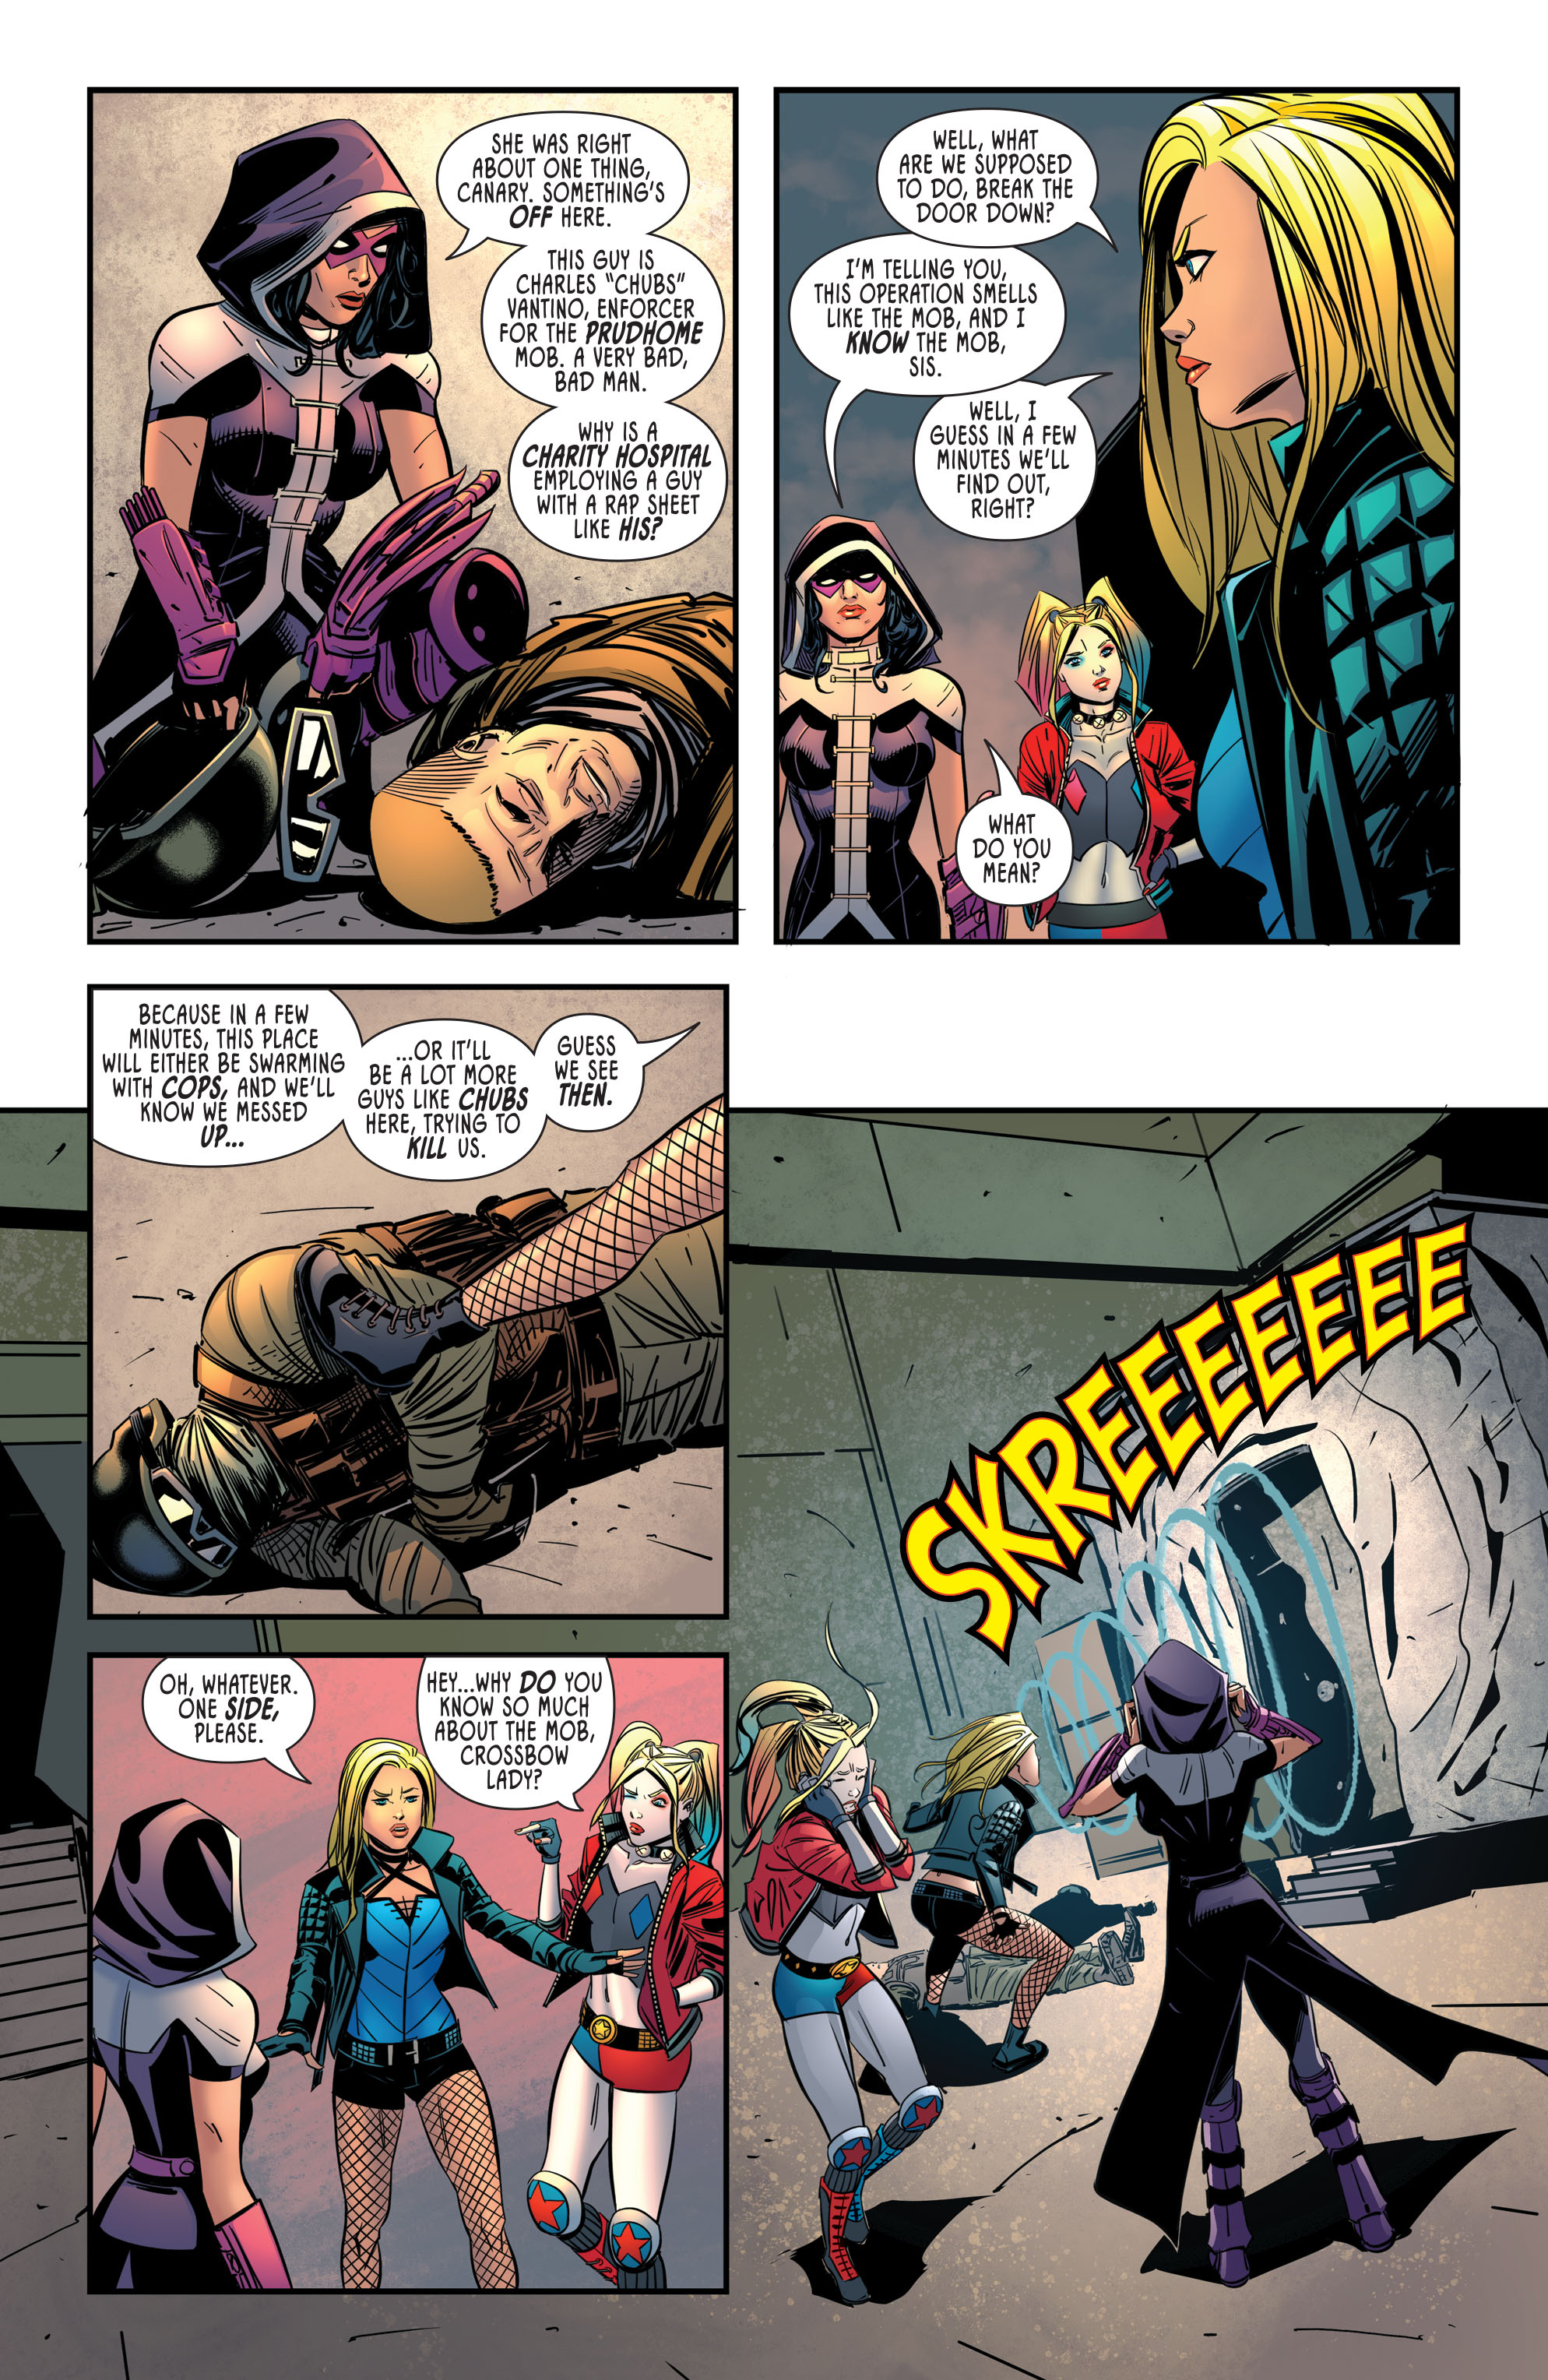 SHE WAS RIGHT
ABOUT ONE THING,
CANARY. SOMETHING'S
OFF HERE.
THIS GUY IS
CHARLES "CHUBS"
VANTINO, ENFORCER
FOR THE PRUDHOME
MOB. A VERY BAD,
BAD MAN.
WHY IS A
CHARITY HOSPITAL
EMPLOYING A GUY
WITH A RAP SHEET
LIKE HIS?
WELL, WHAT
ARE WE SUPPOSED
TO DO, BREAK THE
DOOR DOWN?
I'M TELLING YOU,
THIS OPERATION SMELLS
LIKE THE MOB, AND I
KNOW THE MOB,
SIS.
WELL, I
GUESS IN A FEW
MINUTES WE'LL
FIND OUT,
RIGHT?
WHAT
DO YOU
MEAN?
BECAUSE IN A FEW
MINUTES, THIS PLACE
WILL EITHER BE SWARMING
WITH COPS, AND WE'LL
KNOW WE MESSED
UP...
...OR IT'LL
BE A LOT MORE
GUYS LIKE CHUBS
HERE, TRYING TO
KILL US.
GUESS
WE SEE
THEN.
OH, WHATEVER.
ONE SIDE,
PLEASE.
HEY...WHY DO YOU
KNOW SO MUCH
ABOUT THE MOB,
CROSSBOW
LADY?
SKREEEEEEEE